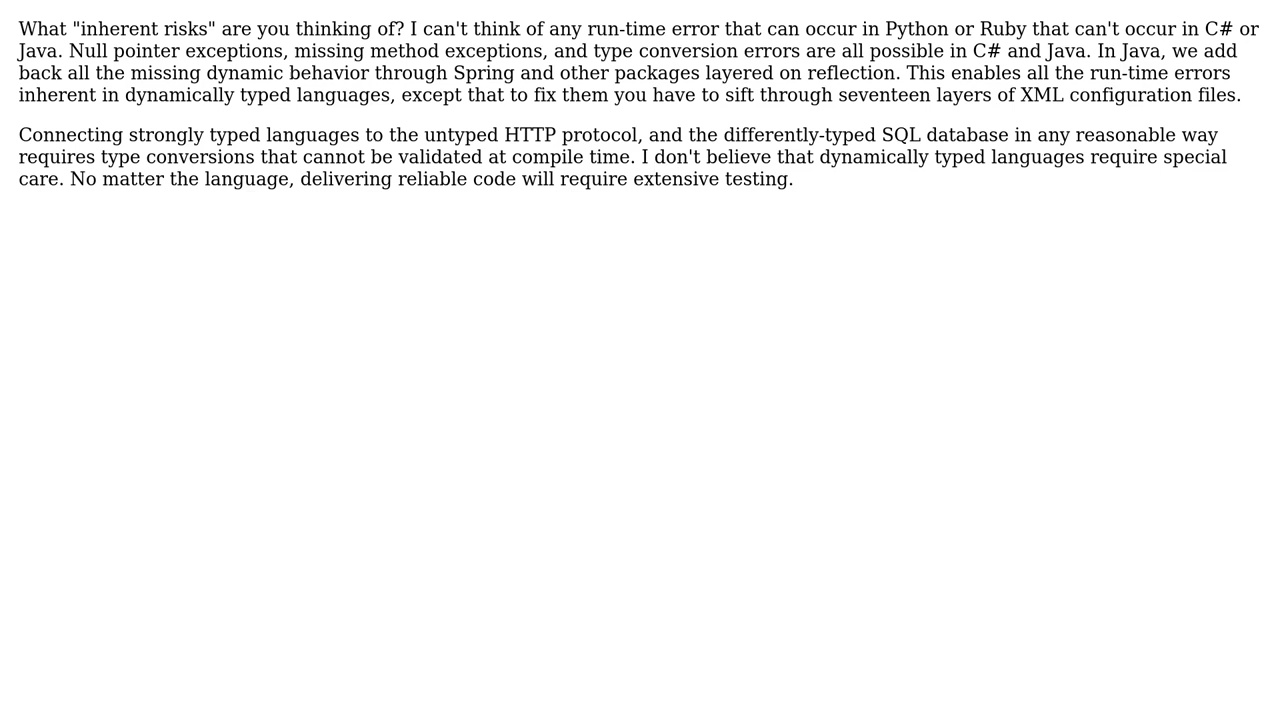 What "inherent risks" are you thinking of? I can't think of any run-time error that can occur in Python or Ruby that can't occur in C# or
Java. Null pointer exceptions, missing method exceptions, and type conversion errors are all possible in C# and Java. In Java, we add
back all the missing dynamic behavior through Spring and other packages layered on reflection. This enables all the run-time errors
inherent in dynamically typed languages, except that to fix them you have to sift through seventeen layers of XML configuration files.
Connecting strongly typed languages to the untyped HTTP protocol, and the differently-typed SQL database in any reasonable way
requires type conversions that cannot be validated at compile time. I don't believe that dynamically typed languages require special
care. No matter the language, delivering reliable code will require extensive testing.